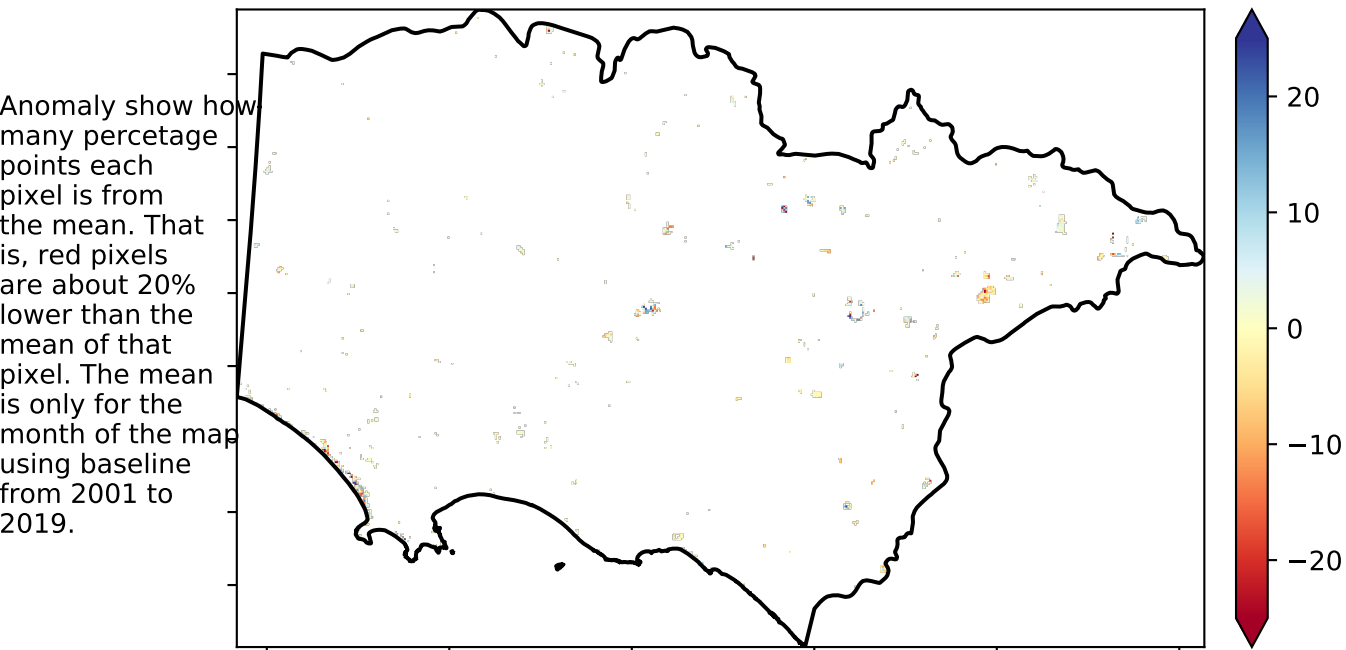 Anomaly show how
many percetage
points each
pixel is from
the mean. That
is, red pixels
are about 20%
lower than the
mean of that
pixel. The mean
is only for the
month of the map
using baseline
from 2001 to
2019.
20
10
0
−10
−20